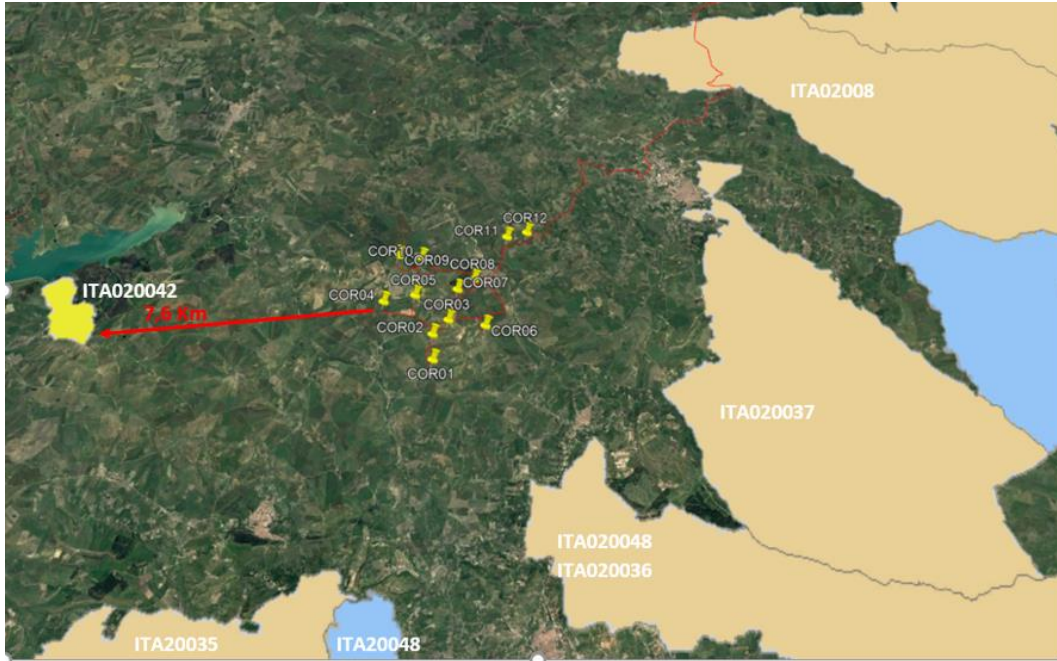 ITA02008
COR12
COR11
COR10
COR09
COR08
ITA020042
COR05
COR07
COR04
7,6 Km
COR03
COR02
COR06
COR01
ITA020037
ITA020048
ITA020036
ITA20035
ITA20048